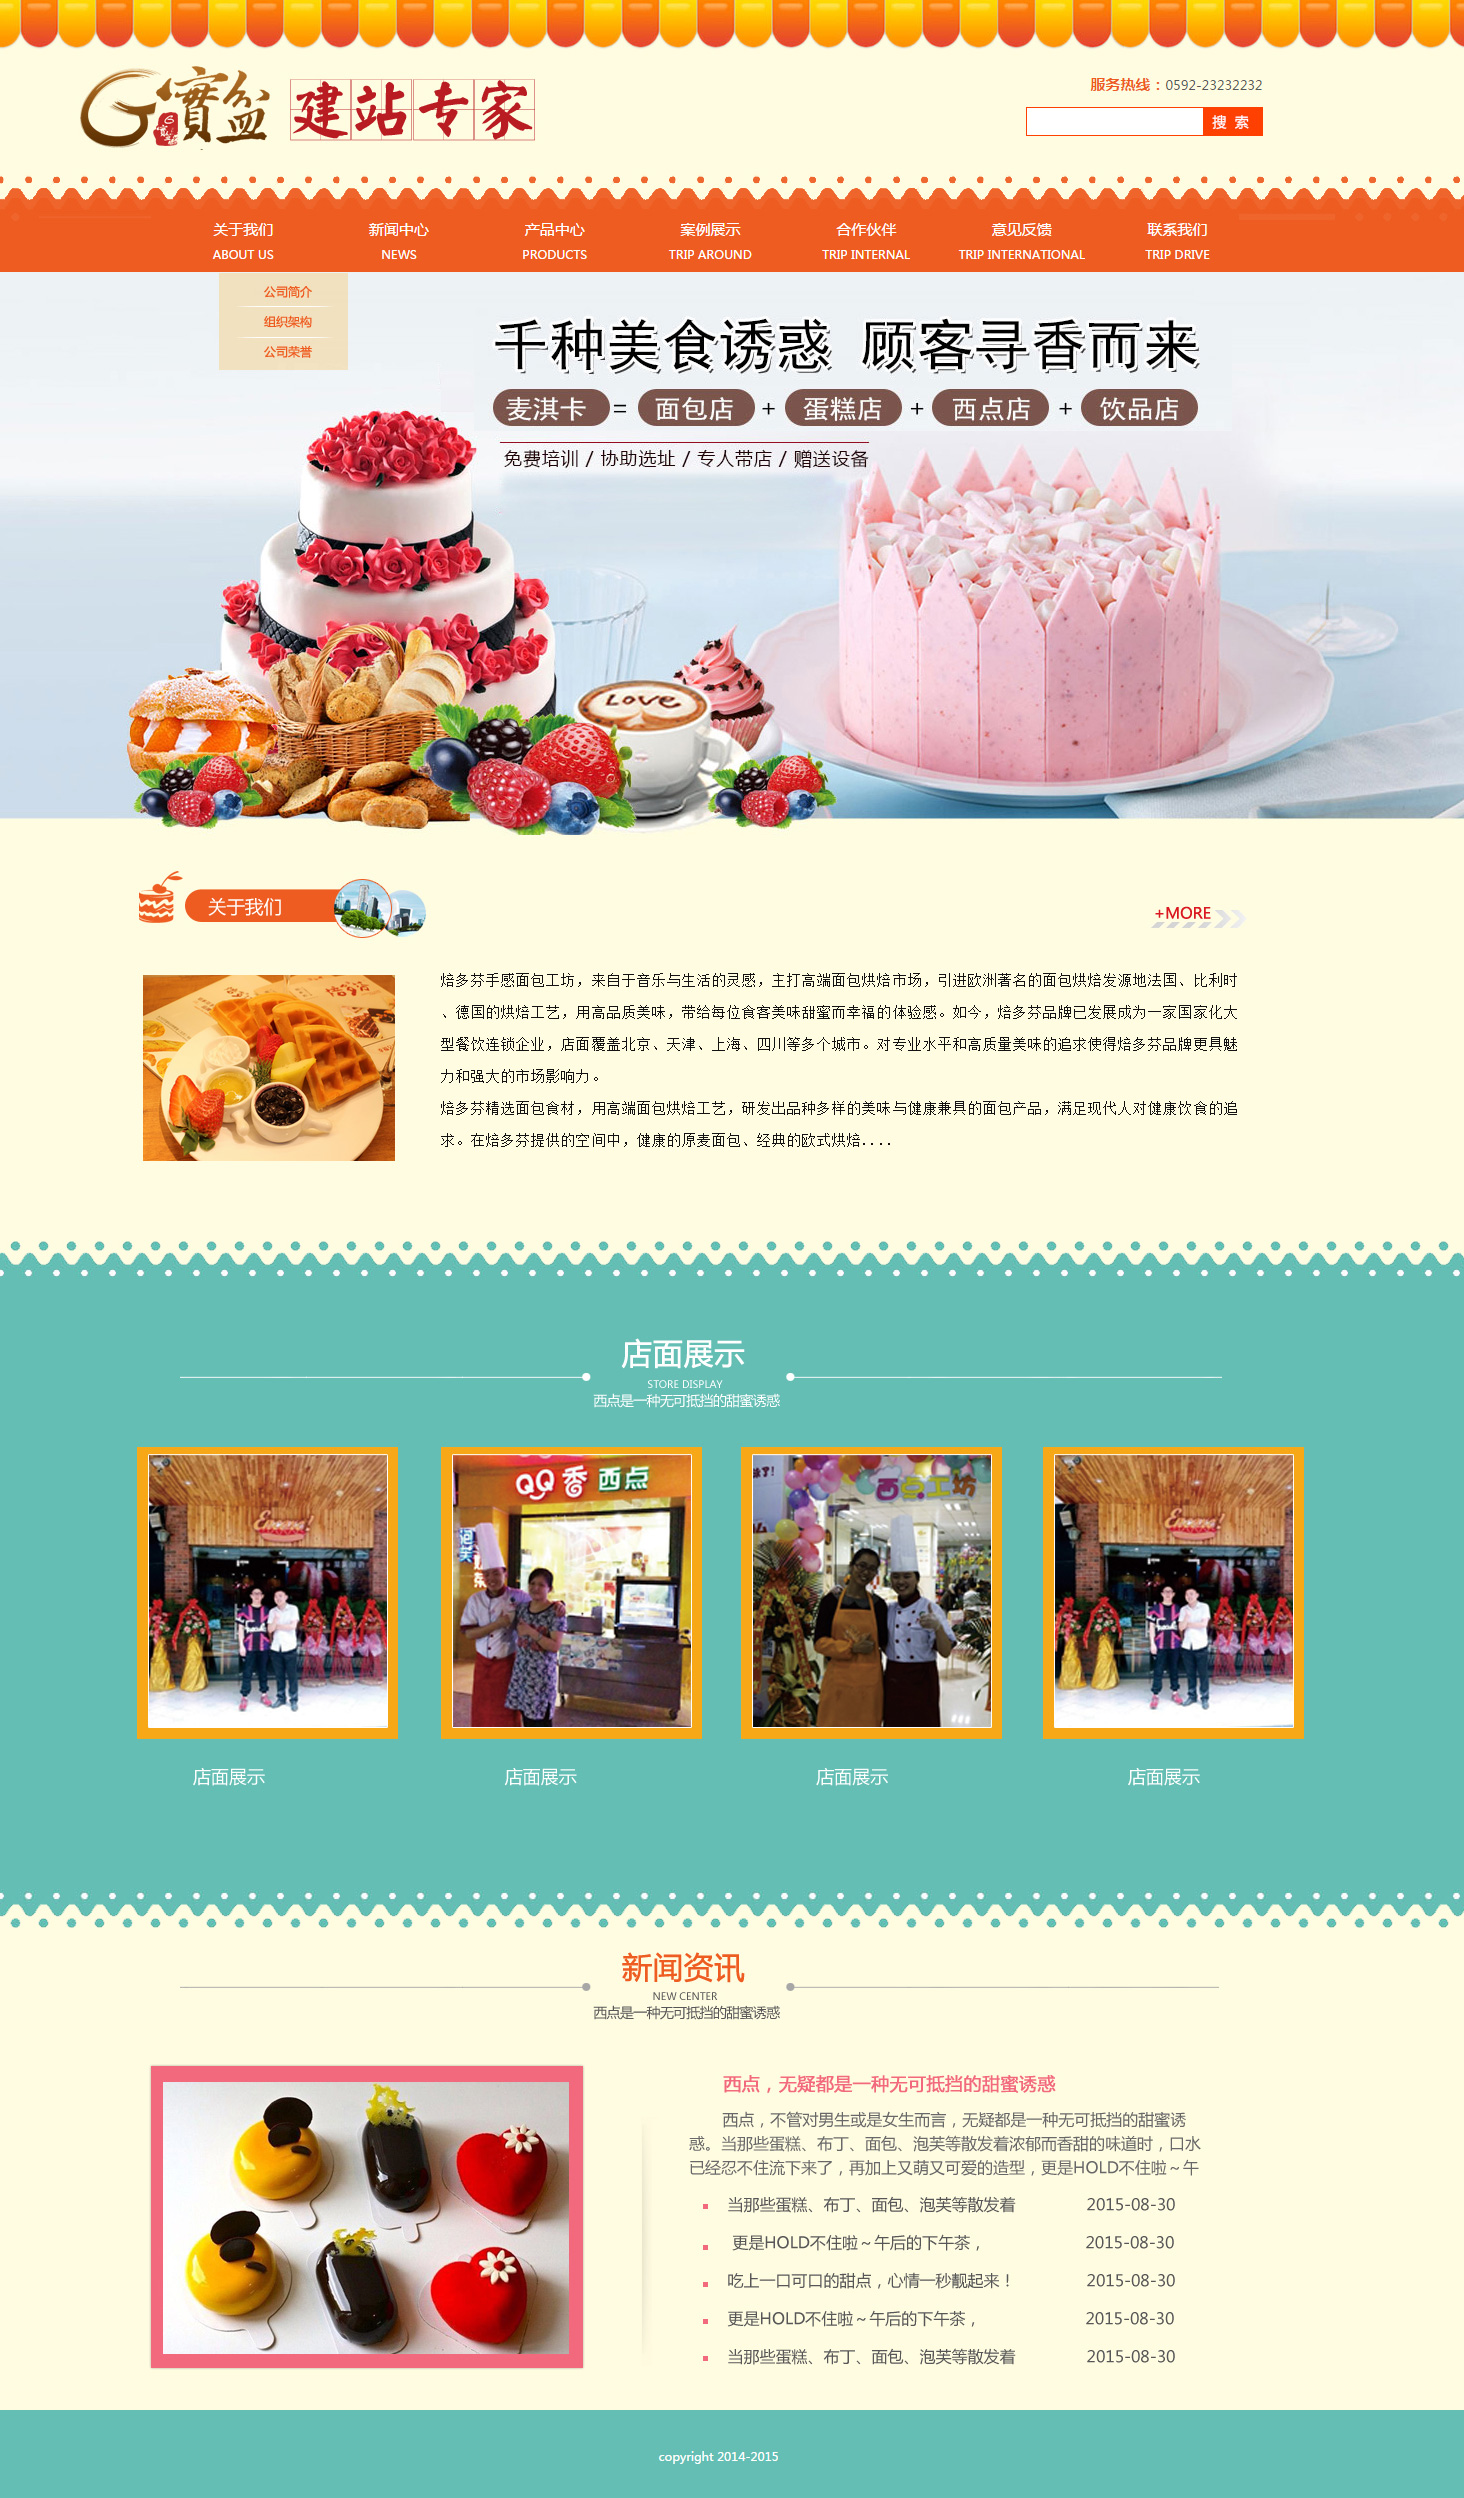 G寶盆 建站专家
服务热线：0592-23232232
搜 索
关于我们 新闻中心 产品中心 案例展示 合作伙伴 意见反馈 联系我们
ABOUT US NEWS PRODUCTS TRIP AROUND TRIP INTERNAL TRIP INTERNATIONAL TRIP DRIVE
公司简介
组织架构
公司荣誉
千种美食诱惑 顾客寻香而来
麦淇卡 = 面包店 + 蛋糕店 + 西点店 + 饮品店
免费培训 / 协助选址 / 专人带店 / 赠送设备
Love
关于我们
+MORE
焙多芬手感面包工坊，来自于音乐与生活的灵感，主打高端面包烘焙市场，引进欧洲著名的面包烘焙发源地法国、比利时
、德国的烘焙工艺，用高品质美味，带给每位食客美味甜蜜而幸福的体验感。如今，焙多芬品牌已发展成为一家国家化大
型餐饮连锁企业，店面覆盖北京、天津、上海、四川等多个城市。对专业水平和高质量美味的追求使得焙多芬品牌更具魅
力和强大的市场影响力。
焙多芬精选面包食材，用高端面包烘焙工艺，研发出品种多样的美味与健康兼具的面包产品，满足现代人对健康饮食的追
求。在焙多芬提供的空间中，健康的原麦面包、经典的欧式烘焙....
店面展示
STORE DISPLAY
西点是一种无可抵挡的甜蜜诱惑
QQ香西点
西点工坊
店面展示 店面展示 店面展示 店面展示
新闻资讯
NEW CENTER
西点是一种无可抵挡的甜蜜诱惑
西点，无疑都是一种无可抵挡的甜蜜诱惑
西点，不管对男生或是女生而言，无疑都是一种无可抵挡的甜蜜诱
惑。当那些蛋糕、布丁、面包、泡芙等散发着浓郁而香甜的味道时，口水
已经忍不住流下来了，再加上又萌又可爱的造型，更是HOLD不住啦～午
当那些蛋糕、布丁、面包、泡芙等散发着 2015-08-30
更是HOLD不住啦～午后的下午茶， 2015-08-30
吃上一口可口的甜点，心情一秒靓起来！ 2015-08-30
更是HOLD不住啦～午后的下午茶， 2015-08-30
当那些蛋糕、布丁、面包、泡芙等散发着 2015-08-30
copyright 2014-2015